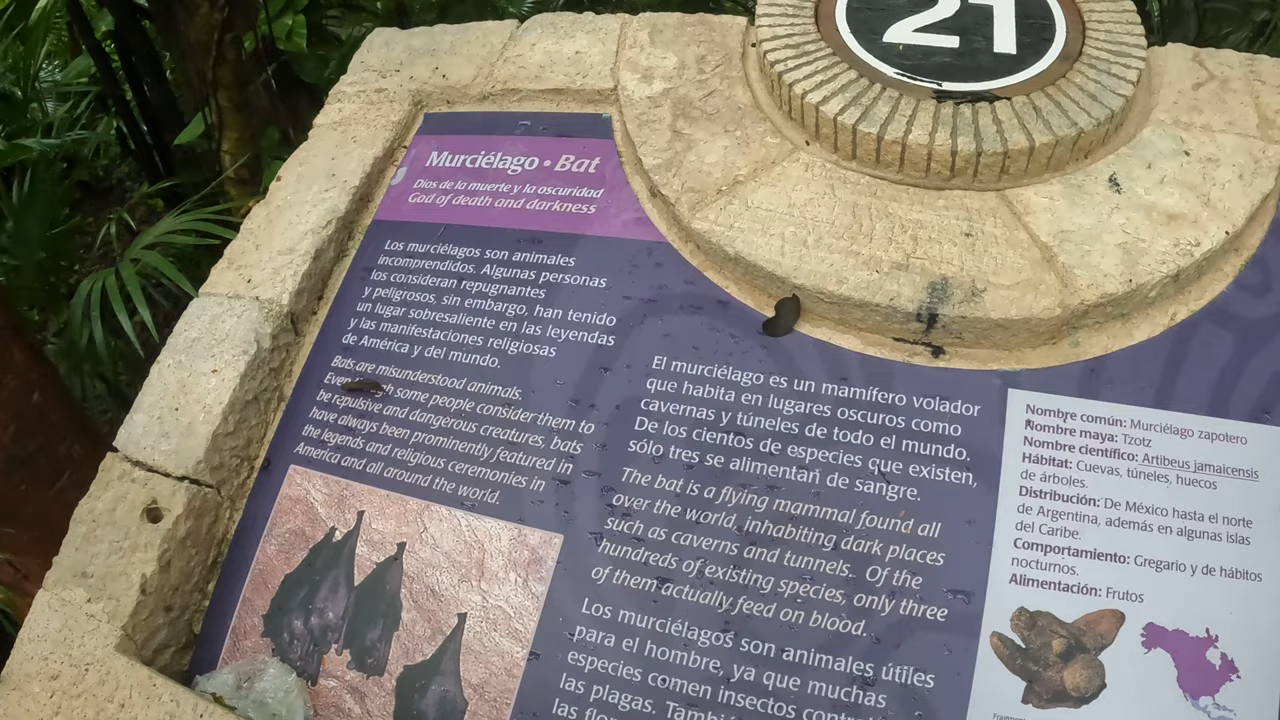 21
Murciélago • Bat
Dios de la muerte y la oscuridad
God of death and darkness
Los murciélagos son animales
incomprendidos. Algunas personas
los consideran repugnantes
y peligrosos, sin embargo, han tenido
un lugar sobresaliente en las leyendas
y las manifestaciones religiosas
de América y del mundo.
Bats are misunderstood animals.
some people consider them to
be repulsive and dangerous creatures, bats
have always been prominently featured in
the legends and religious ceremonies in
America and all around the world.
El murciélago es un mamífero volador
que habita en lugares oscuros como
cavernas y túneles de todo el mundo.
De los cientos de especies que existen,
sólo tres se alimentan de sangre.
The bat is a flying mammal found all
over the world, inhabiting dark places
such as caverns and tunnels. Of the
hundreds of existing species, only three
of them actually feed on blood.
Los murciélagos son animales útiles
para el hombre, ya que muchas
especies comen insectos
las plagas.
Nombre común: Murciélago zapotero
Nombre maya: Tzotz
Nombre científico: Artibeus jamaicensis
Hábitat: Cuevas, túneles, huecos
de árboles.
Distribución: De México hasta el norte
de Argentina, además en algunas islas
del Caribe.
Comportamiento: Gregario y de hábitos
nocturnos.
Alimentación: Frutos